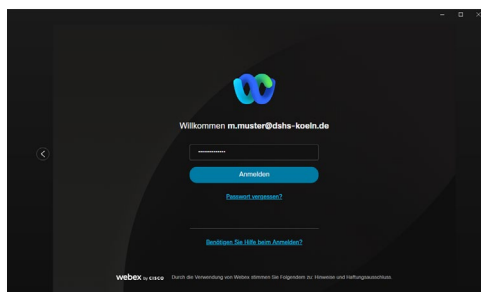 Willkommen m.muster@dshs-koeln.de
Anmelden
Passwort vergessen?
Benötigen Sie Hilfe beim Anmelden?
webex by CISCO Durch die Verwendung von Webex stimmen Sie Folgendem zu: Hinweise und Haftungsausschluss.